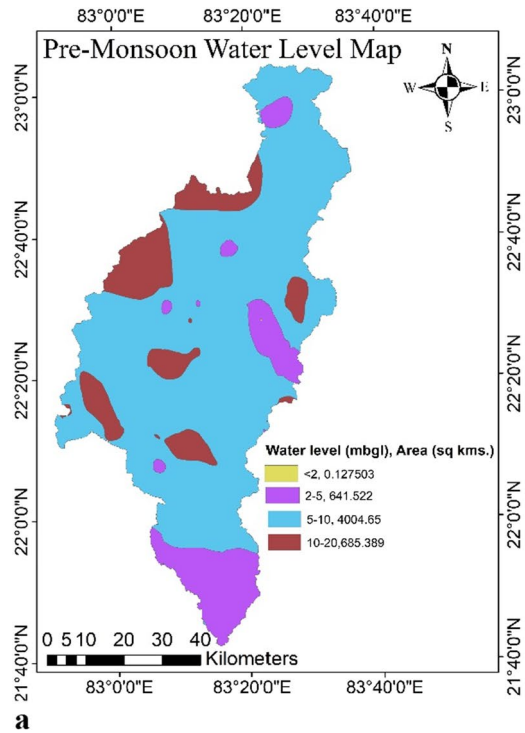 83°0'0"E 83°20'0"E 83°40'0"E
Pre-Monsoon Water Level Map
N
W E
S
23°0'0"N 23°0'0"N
22°40'0"N 22°40'0"N
22°20'0"N 22°20'0"N
Water level (mbgl), Area (sq kms.)
<2, 0.127503
2-5, 641.522
5-10, 4004.65
10-20,685.389
22°0'0"N 22°0'0"N
0 5 10 20 30 40
Kilometers
21°40'0"N 21°40'0"N
83°0'0"E 83°20'0"E 83°40'0"E
a